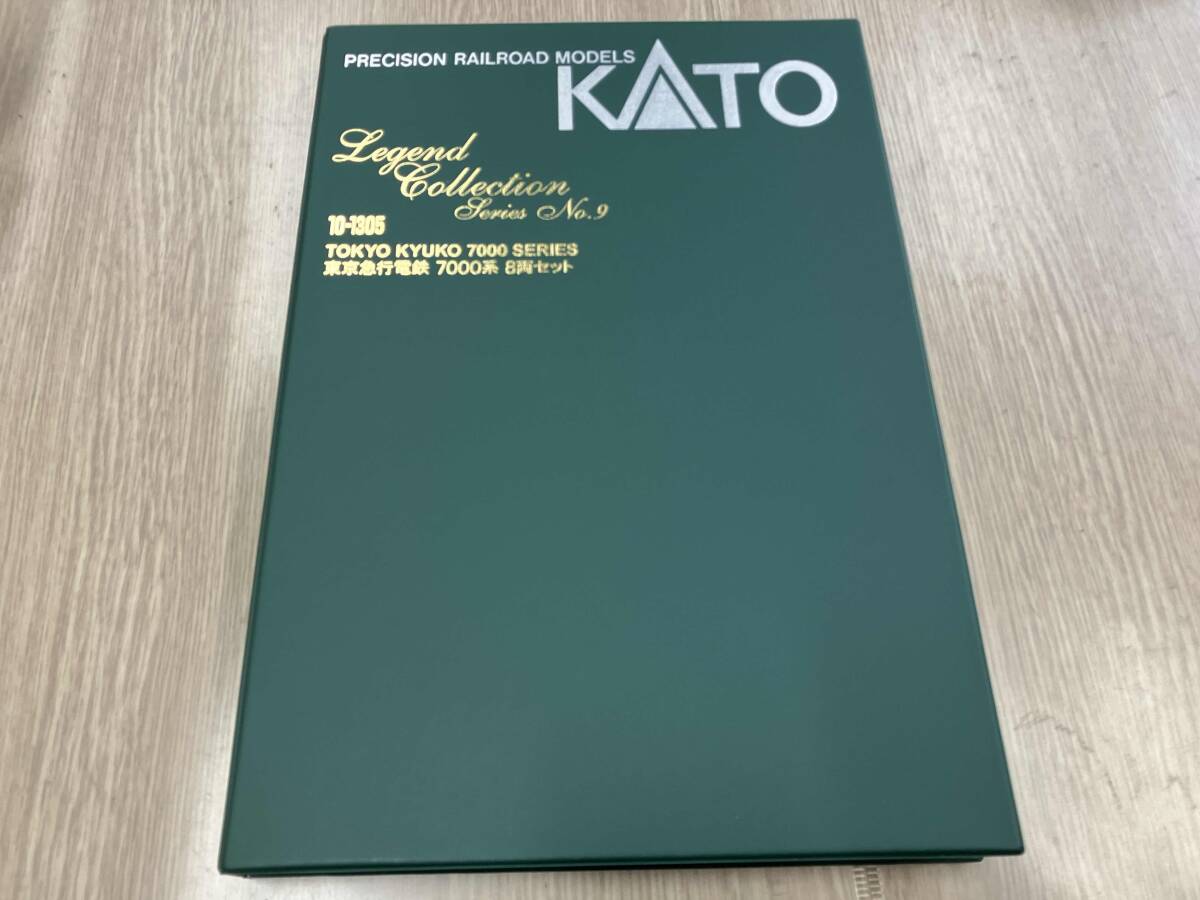 PRECISION RAILROAD MODELS
KATO
Legend
Collection
Series No.9
10-1305
TOKYO KYUKO 7000 SERIES
東京急行電鉄 7000系 8両セット